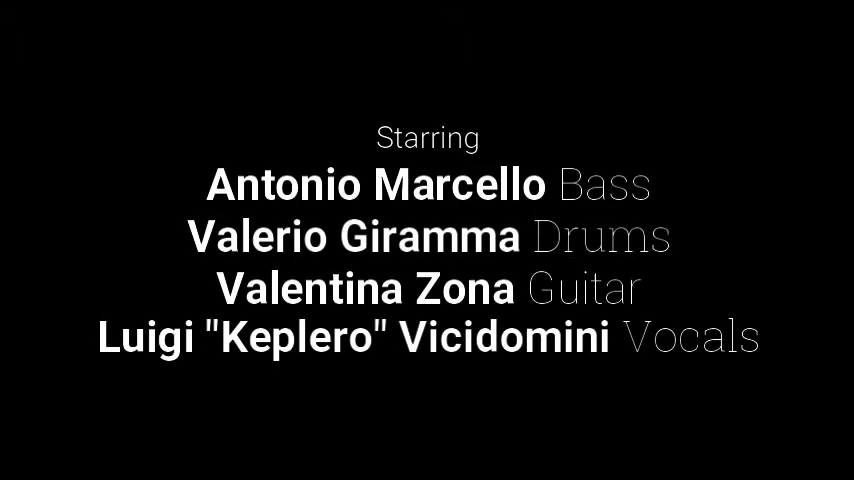 Starring
Antonio Marcello Bass
Valerio Giramma Drums
Valentina Zona Guitar
Luigi "Keplero" Vicidomini Vocals